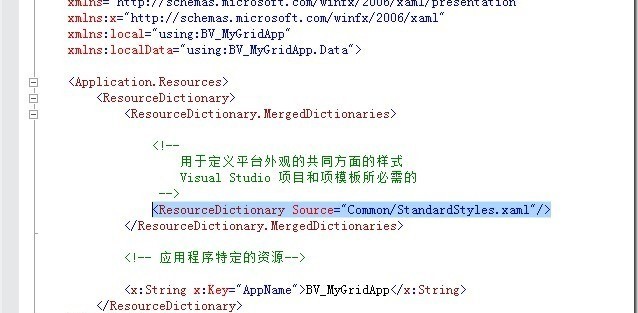 xmlns="http://schemas.microsoft.com/winfx/2006/xaml/presentation"
xmlns:x="http://schemas.microsoft.com/winfx/2006/xaml"
xmlns:local="using:BV_MyGridApp"
xmlns:localData="using:BV_MyGridApp.Data">
<Application.Resources>
<ResourceDictionary>
<ResourceDictionary.MergedDictionaries>
<!--
用于定义平台外观的共同方面的样式
Visual Studio 项目和项模板所必需的
-->
<ResourceDictionary Source="Common/StandardStyles.xaml"/>
</ResourceDictionary.MergedDictionaries>
<!-- 应用程序特定的资源-->
<x:String x:Key="AppName">BV_MyGridApp</x:String>
</ResourceDictionary>